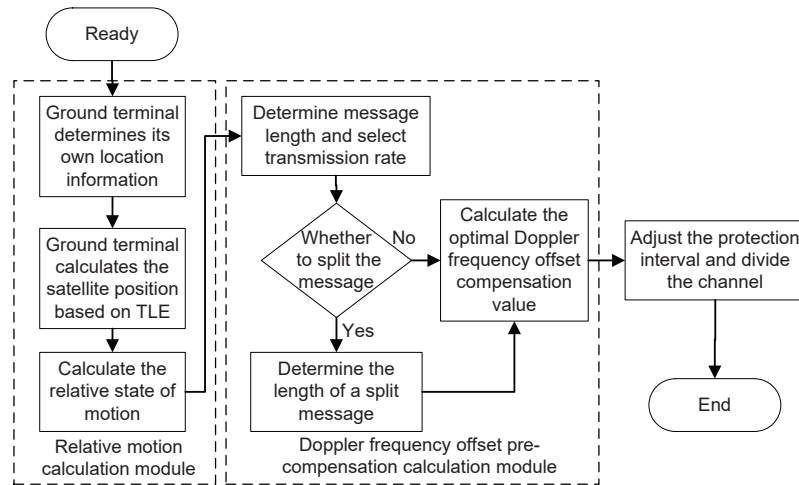 Ready
Ground terminal
determines its
own location
information
Ground terminal
calculates the
satellite position
based on TLE
Calculate the
relative state of
motion
Relative motion
calculation module
Determine message
length and select
transmission rate
Whether
to split the
message
No
Yes
Determine the
length of a split
message
Calculate the
optimal Doppler
frequency offset
compensation
value
Doppler frequency offset pre-
compensation calculation module
Adjust the protection
interval and divide
the channel
End